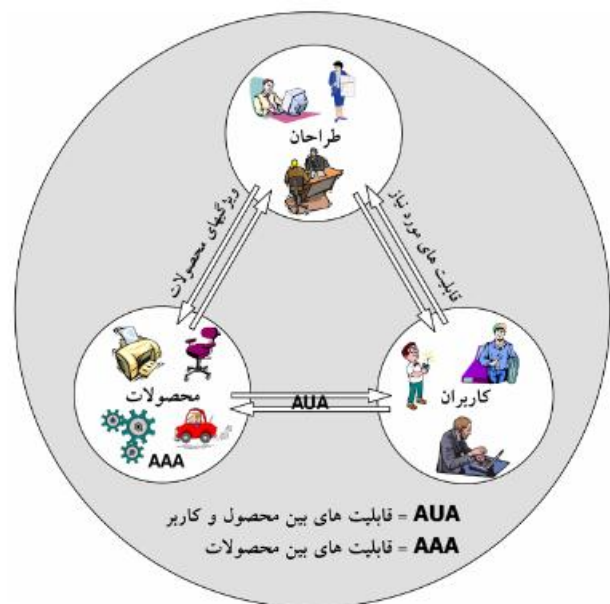 طراحان
ویژگیهای محصولات
قابلیت های مورد نیاز
محصولات
AAA
AUA
کاربران
AUA = قابلیت های بین محصول و کاربر
AAA = قابلیت های بین محصولات